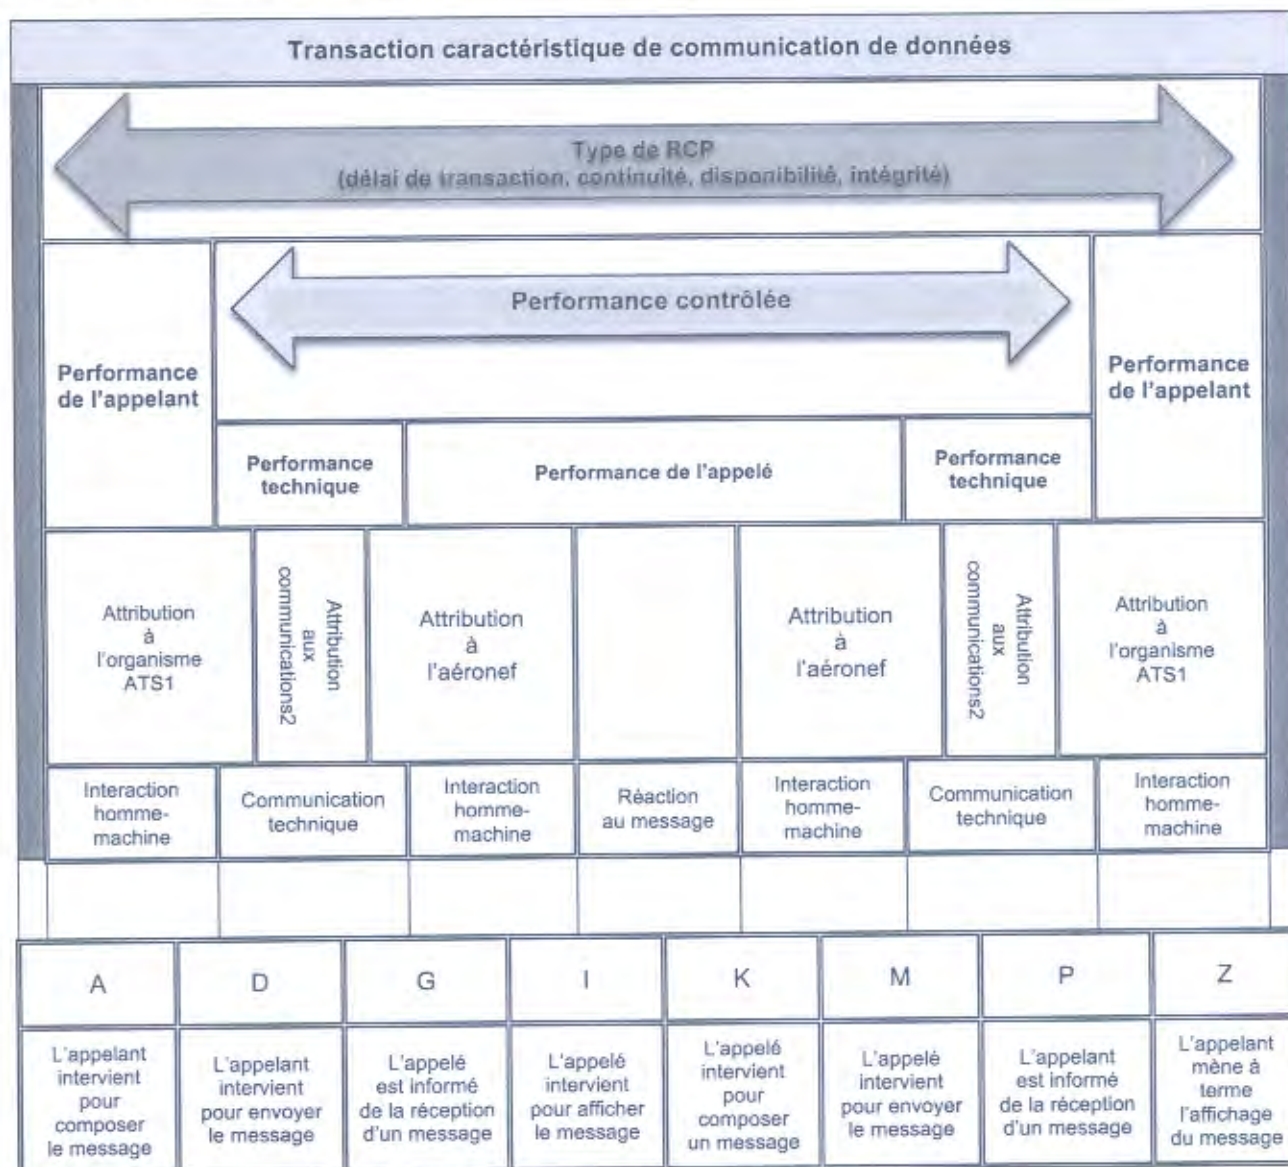 Transaction caractéristique de communication de données
Type de RCP
(délai de transaction, continuité, disponibilité, intégrité)
Performance contrôlée
Performance
de l'appelant
Performance
de l'appelant
Performance
technique
Performance de l'appelé
Performance
technique
Attribution
à
l'organisme
ATS1
Attribution
aux
communications2
Attribution
à
l'aéronef
Attribution
à
l'aéronef
Attribution
aux
communications2
Attribution
à
l'organisme
ATS1
Interaction
homme-
machine
Communication
technique
Interaction
homme-
machine
Réaction
au message
Interaction
homme-
machine
Communication
technique
Interaction
homme-
machine
A
D
G
I
K
M
P
Z
L'appelant
intervient
pour
composer
le message
L'appelant
intervient
pour envoyer
le message
L'appelé
est informé
de la réception
d'un message
L'appelé
intervient
pour afficher
le message
L'appelé
intervient
pour
composer
un message
L'appelé
intervient
pour envoyer
le message
L'appelant
est informé
de la réception
d'un message
L'appelant
mène à
terme
l'affichage
du message